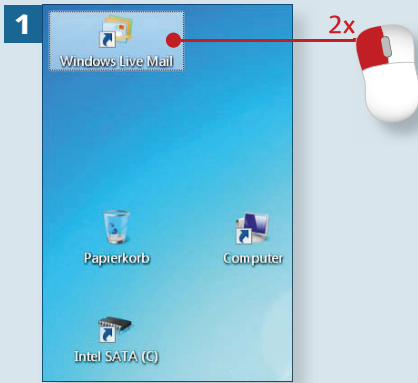 1
2x
Windows Live Mail
Papierkorb
Computer
Intel SATA (C)